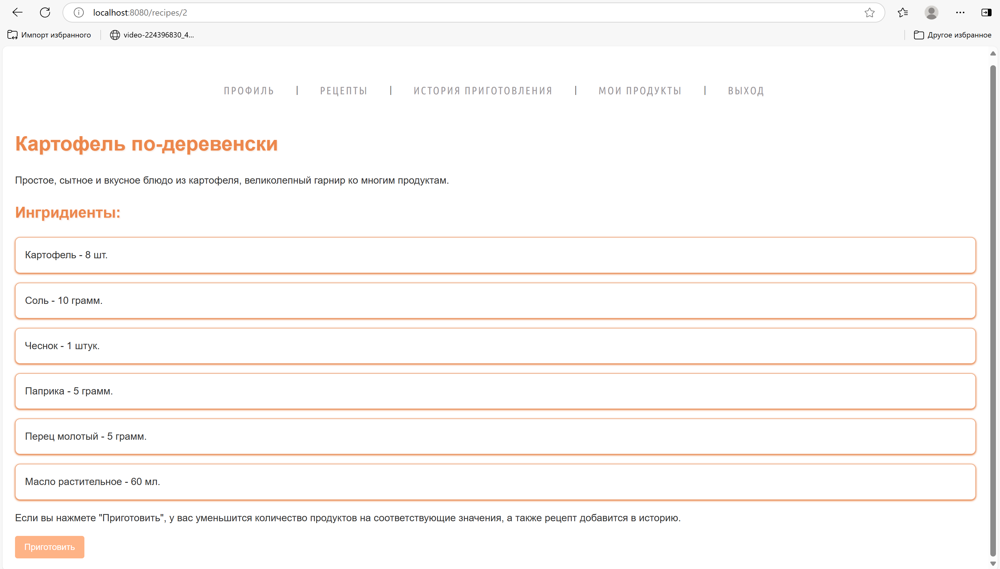 localhost:8080/recipes/2
Импорт избранного video-224396830_4... Другое избранное
ПРОФИЛЬ | РЕЦЕПТЫ | ИСТОРИЯ ПРИГОТОВЛЕНИЯ | МОИ ПРОДУКТЫ | ВЫХОД
Картофель по-деревенски
Простое, сытное и вкусное блюдо из картофеля, великолепный гарнир ко многим продуктам.
Ингридиенты:
Картофель - 8 шт.
Соль - 10 грамм.
Чеснок - 1 штук.
Паприка - 5 грамм.
Перец молотый - 5 грамм.
Масло растительное - 60 мл.
Если вы нажмете "Приготовить", у вас уменьшится количество продуктов на соответствующие значения, а также рецепт добавится в историю.
Приготовить